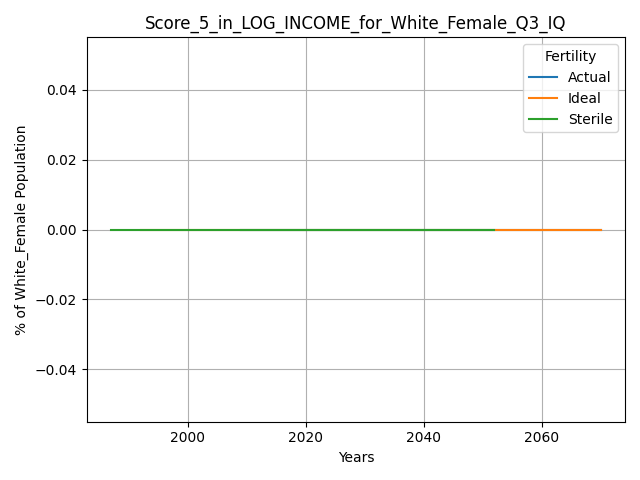 Score_5_in_LOG_INCOME_for_White_Female_Q3_IQ
Fertility
Actual
Ideal
Sterile
% of White_Female Population
0.04
0.02
0.00
−0.02
−0.04
2000 2020 2040 2060
Years